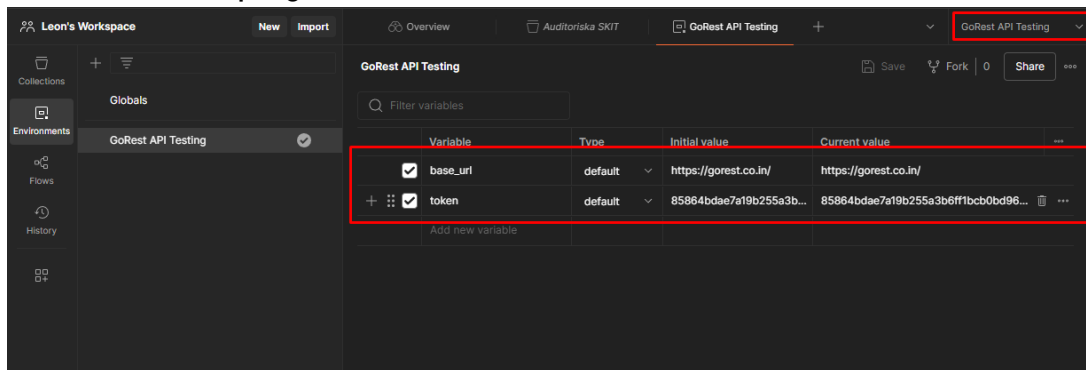 Leon's Workspace New Import Overview Auditoriska SKIT GoRest API Testing GoRest API Testing
Collections
Environments
Flows
History
Globals
GoRest API Testing
GoRest API Testing Save Fork 0 Share
Filter variables
Variable Type Initial value Current value
base_url default https://gorest.co.in/ https://gorest.co.in/
token default 85864bdae7a19b255a3b... 85864bdae7a19b255a3b6ff1bcb0bd96...
Add new variable